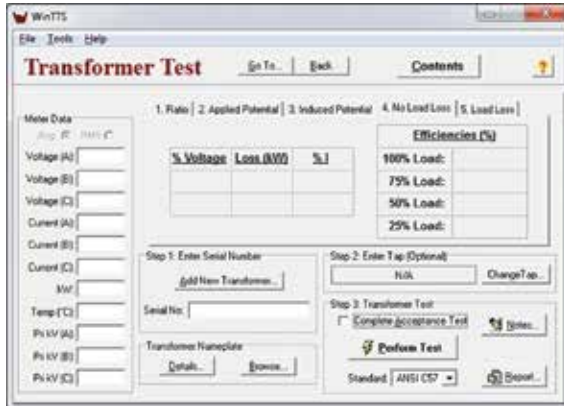 WinTTS
File Tools Help
Transformer Test
Go To...
Back
Contents
?
1. Ratio
2. Applied Potential
3. Induced Potential
4. No Load Loss
5. Load Loss
Meter Data
Avg RMS
Voltage (A):
Voltage (B):
Voltage (C):
Current (A):
Current (B):
Current (C):
kW:
Temp (°C):
Pri kV (A):
Pri kV (B):
Pri kV (C):
% Voltage Loss (kW) % I
Efficiencies (%)
100% Load:
75% Load:
50% Load:
25% Load:
Step 1: Enter Serial Number
Add New Transformer...
Serial No:
Transformer Nameplate
Details...
Browse...
Step 2: Enter Tap (Optional)
N/A
Change Tap...
Step 3: Transformer Test
Complete Acceptance Test
Notes...
Perform Test
Standard: ANSI C57
Report...